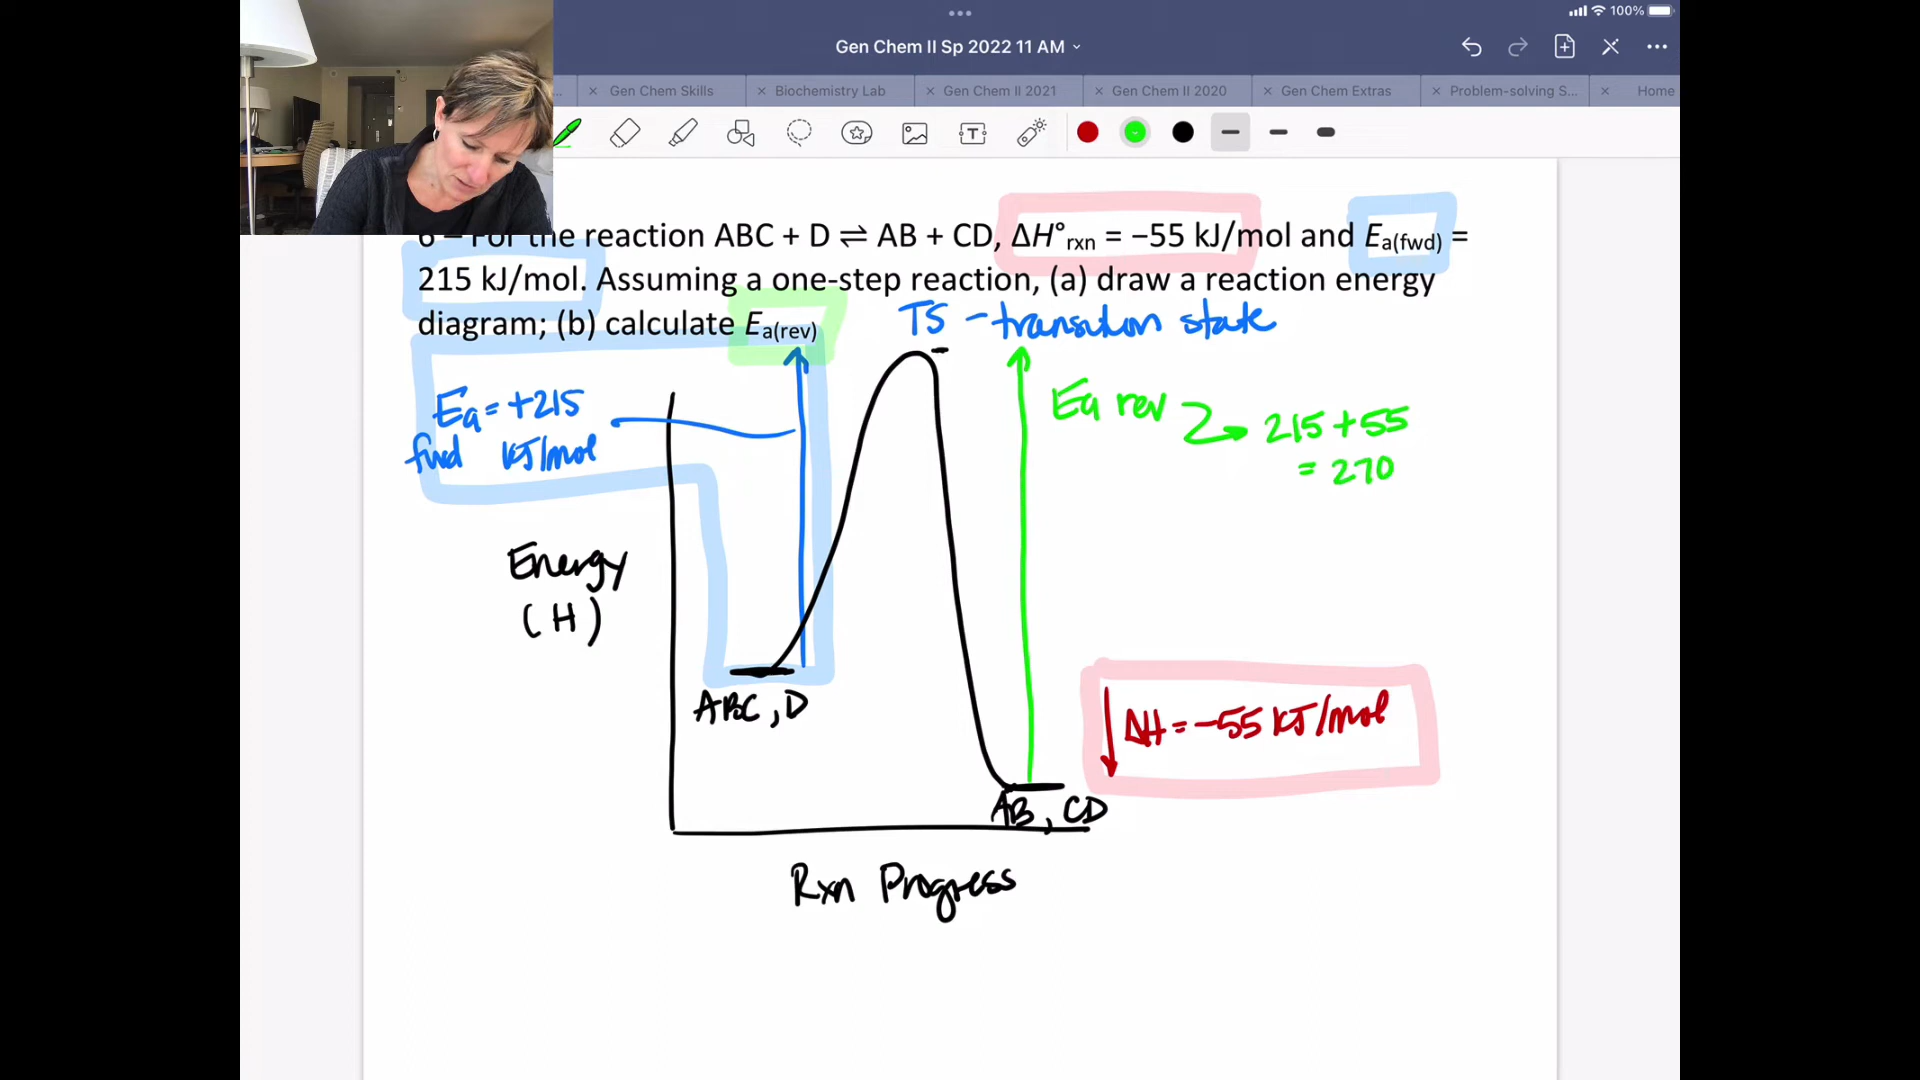 100%
Gen Chem II Sp 2022 11 AM
... Gen Chem Skills Biochemistry Lab Gen Chem II 2021 Gen Chem II 2020 Gen Chem Extras Problem-solving S... Home
T
6 – For the reaction ABC + D ⇌ AB + CD, ΔH°rxn = −55 kJ/mol and Ea(fwd) =
215 kJ/mol. Assuming a one-step reaction, (a) draw a reaction energy
diagram; (b) calculate Ea(rev)
TS - transition state
Ea = +215
fwd KJ/mol
Ea rev
215 + 55
= 270
Energy
(H)
ABC, D
ΔH = -55 KJ/mol
AB, CD
Rxn Progress